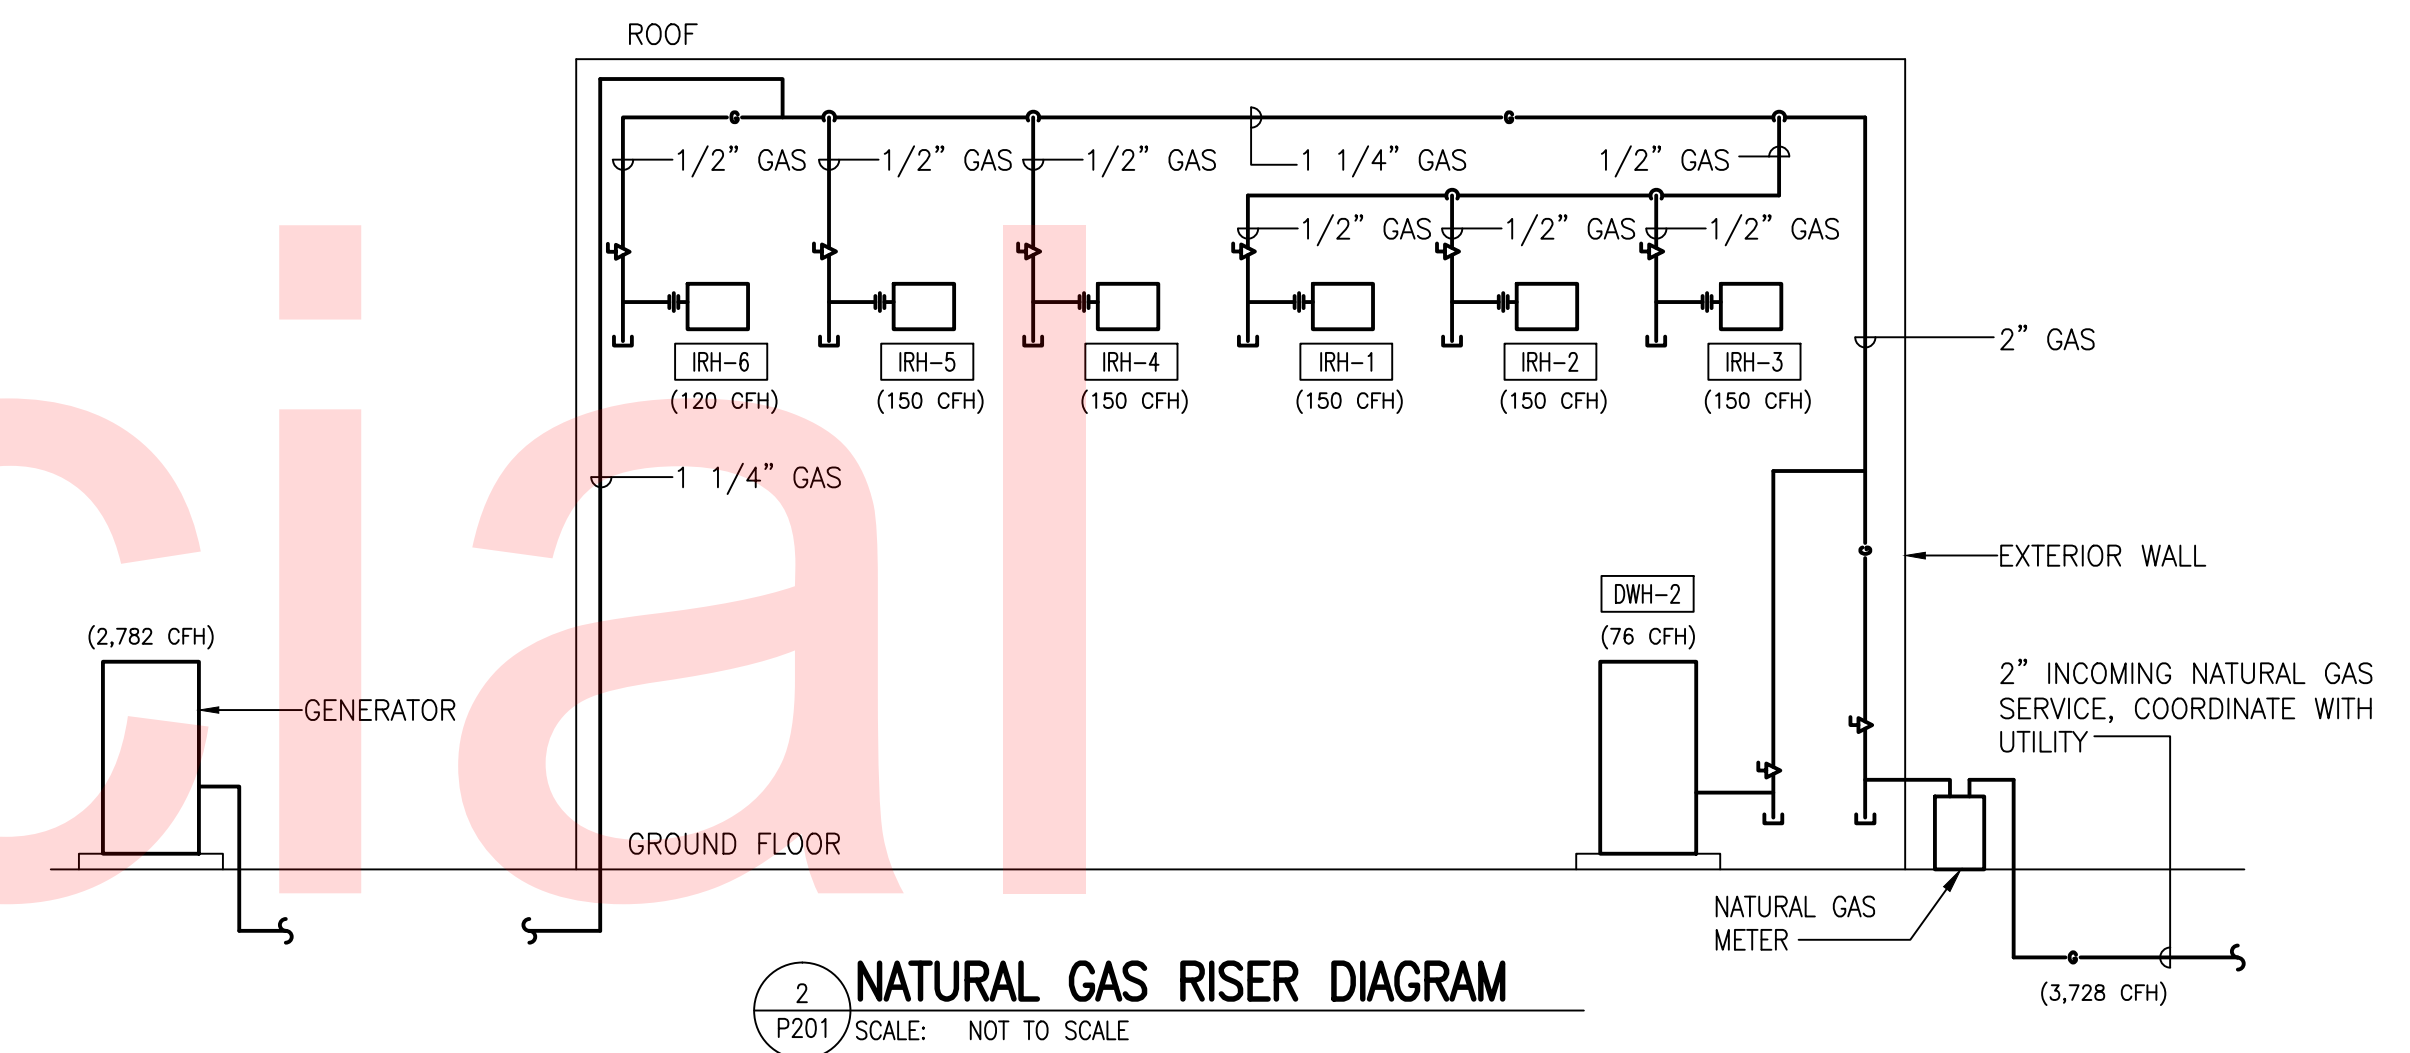 ROOF
1/2" GAS
1/2" GAS
1/2" GAS
1 1/4" GAS
1/2" GAS
1/2" GAS
1/2" GAS
1/2" GAS
2" GAS
IRH-6
(120 CFH)
IRH-5
(150 CFH)
IRH-4
(150 CFH)
IRH-1
(150 CFH)
IRH-2
(150 CFH)
IRH-3
(150 CFH)
1 1/4" GAS
EXTERIOR WALL
DWH-2
(76 CFH)
(2,782 CFH)
GENERATOR
2" INCOMING NATURAL GAS
SERVICE, COORDINATE WITH
UTILITY
GROUND FLOOR
NATURAL GAS
METER
(3,728 CFH)
G
G
G
G
cial
2
P201
NATURAL GAS RISER DIAGRAM
SCALE: NOT TO SCALE